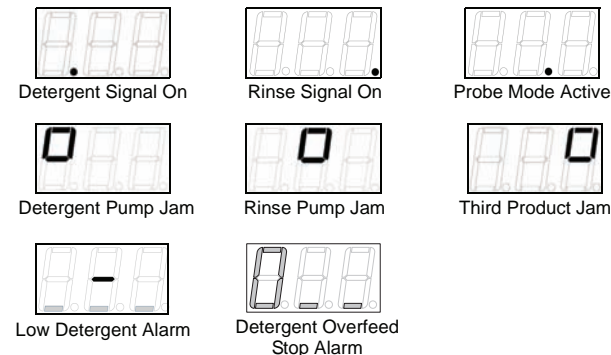 Detergent Signal On
Rinse Signal On
Probe Mode Active
Detergent Pump Jam
Rinse Pump Jam
Third Product Jam
Low Detergent Alarm
Detergent Overfeed
Stop Alarm